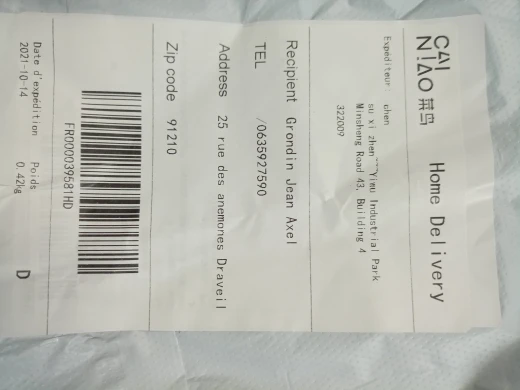 CAI
NIAO 菜鸟
Home Delivery
Expéditeur: chen
su xi zhen Yiwu Industrial Park
Minsheng Road 43, Building 4
322009
Recipient Grondin Jean Axel
TEL /0635927590
Address 25 rue des anemones Draveil
Zip code 91210
FR000039581HD
Date d'expédition Poids
2021-10-14 0.42kg
D